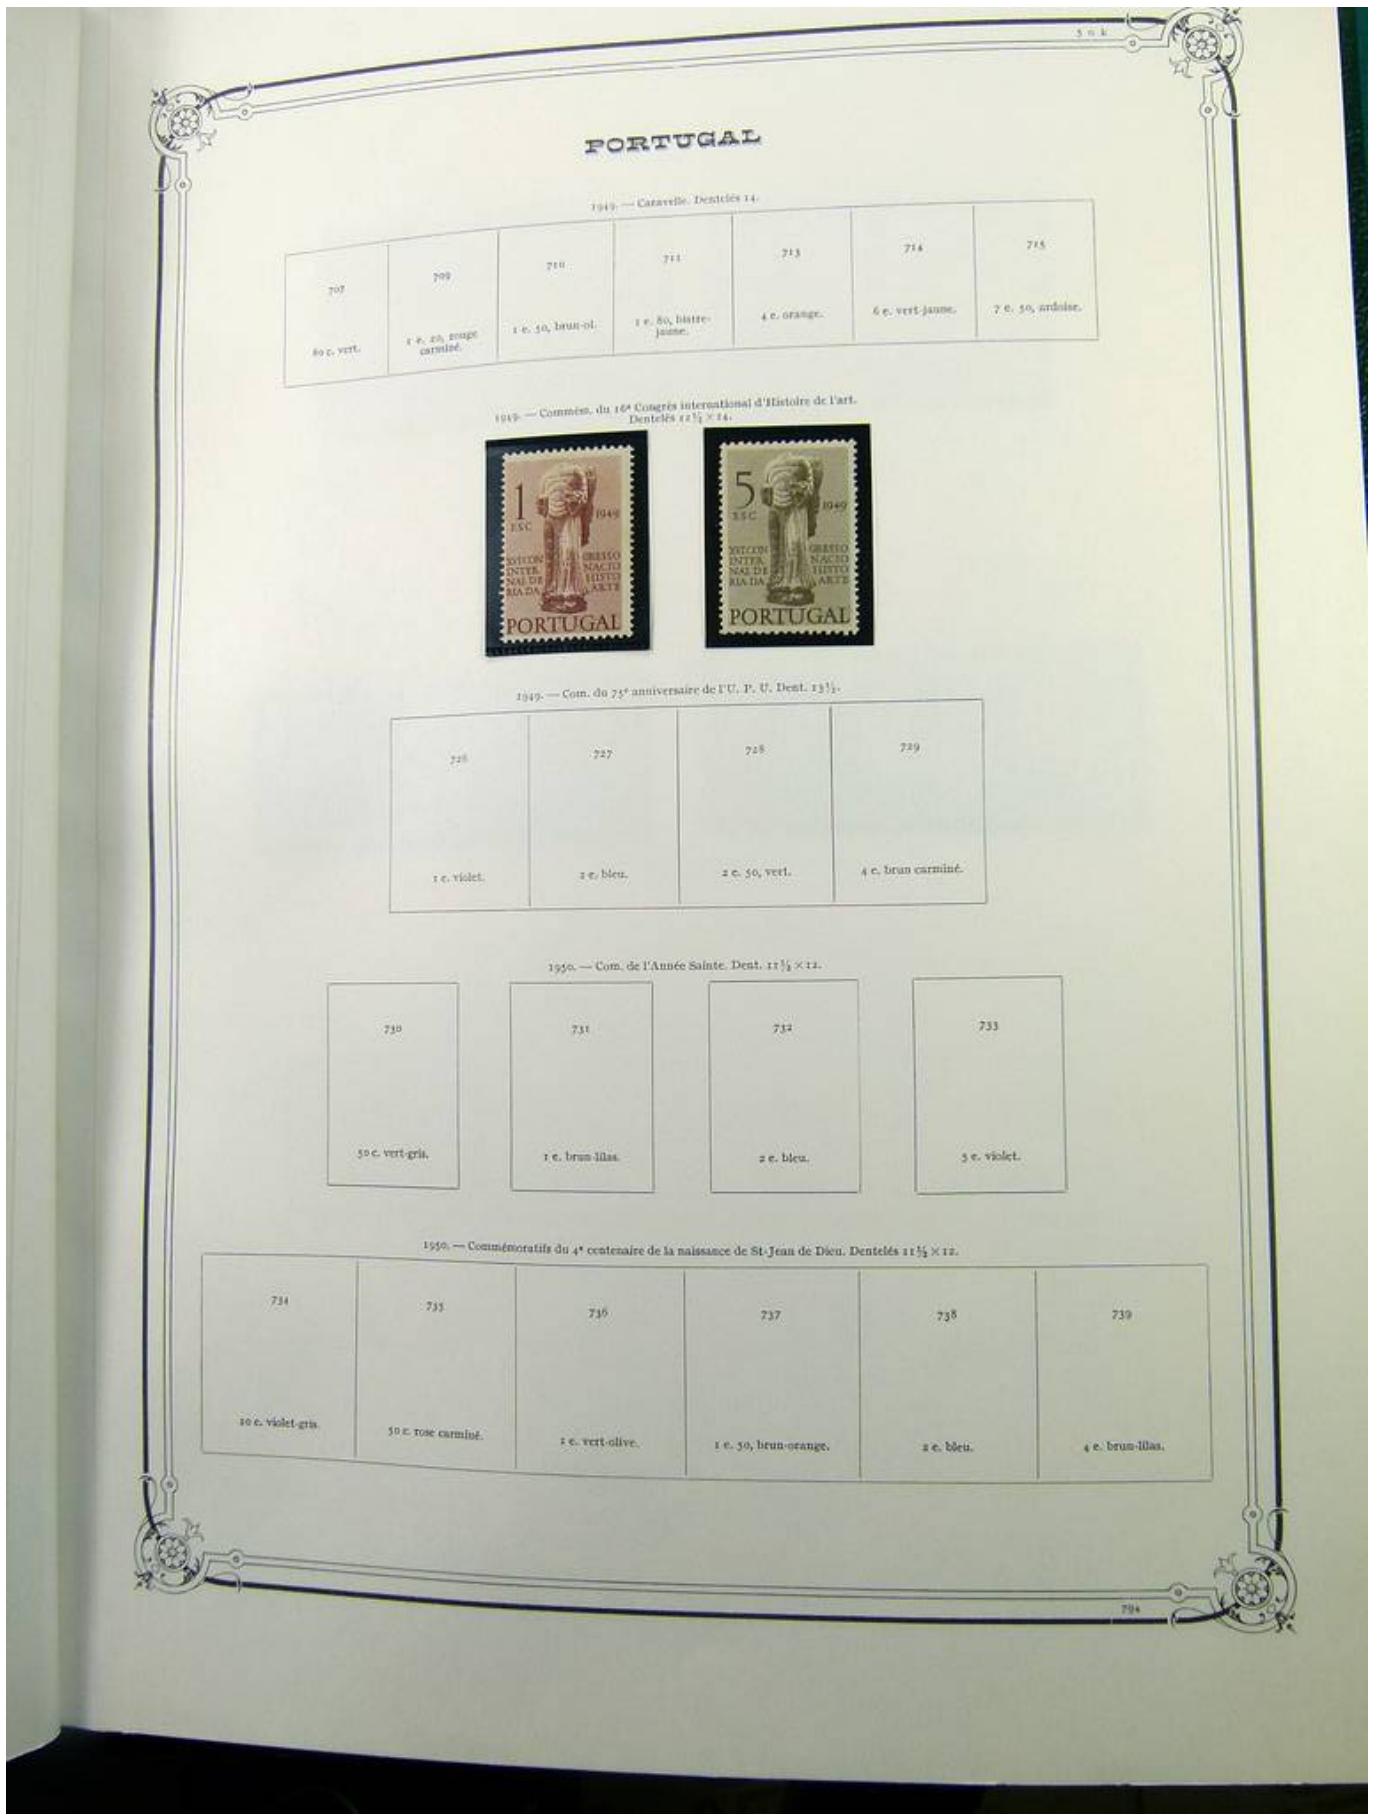 50 k
PORTUGAL
1949. — Caravelle. Dentelés 14.
707
709
710
711
713
714
715
80 c. vert.
1 e. 20, rouge
carminé.
1 e. 50, brun-ol.
1 e. 80, bistre-
jaune.
4 e. orange.
6 e. vert-jaune.
7 e. 50, ardoise.
1949. — Commém. du 16e Congrès international d'Histoire de l'art.
Dentelés 12½ × 14.
1
ESC
1949
XVI CON GRESSO
INTER NACIO
NAL DE HISTO
RIA DA ARTE
PORTUGAL
5
ESC
1949
XVI CON GRESSO
INTER NACIO
NAL DE HISTO
RIA DA ARTE
PORTUGAL
1949. — Com. du 75e anniversaire de l'U. P. U. Dent. 13½.
726
727
728
729
1 e. violet.
2 e. bleu.
2 e. 50, vert.
4 e. brun carminé.
1950. — Com. de l'Année Sainte. Dent. 11½ × 12.
730
731
732
733
50 c. vert-gris.
1 e. brun-lilas.
2 e. bleu.
5 e. violet.
1950. — Commémoratifs du 4e centenaire de la naissance de St-Jean de Dieu. Dentelés 11½ × 12.
734
735
736
737
738
739
20 c. violet-gris.
50 c. rose carminé.
1 e. vert-olive.
1 e. 50, brun-orange.
2 e. bleu.
4 e. brun-lilas.
794